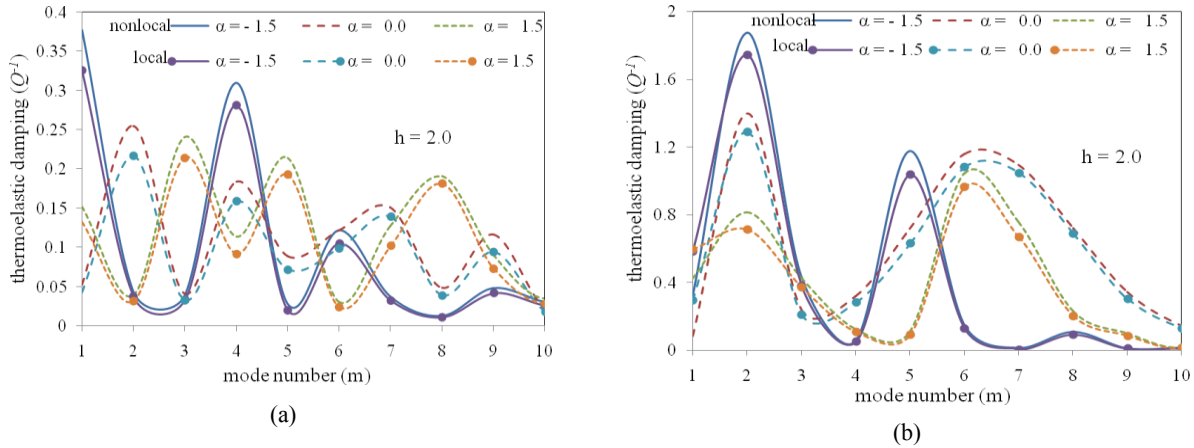 nonlocal α = - 1.5 α = 0.0 α = 1.5
local α = - 1.5 α = 0.0 α = 1.5
h = 2.0
thermoelastic damping (Q⁻¹)
0.4
0.35
0.3
0.25
0.2
0.15
0.1
0.05
0
1 2 3 4 5 6 7 8 9 10
mode number (m)
(a)
nonlocal α = - 1.5 α = 0.0 α = 1.5
local α = - 1.5 α = 0.0 α = 1.5
h = 2.0
thermoelastic damping (Q⁻¹)
2
1.6
1.2
0.8
0.4
0
1 2 3 4 5 6 7 8 9 10
mode number (m)
(b)